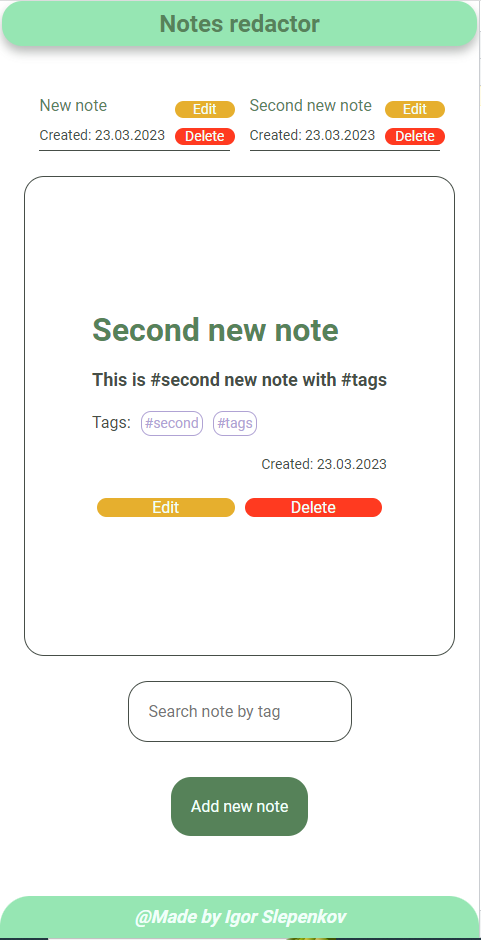 Notes redactor
New note Edit
Created: 23.03.2023 Delete
Second new note Edit
Created: 23.03.2023 Delete
Second new note
This is #second new note with #tags
Tags: #second #tags
Created: 23.03.2023
Edit Delete
Search note by tag
Add new note
@Made by Igor Slepenkov